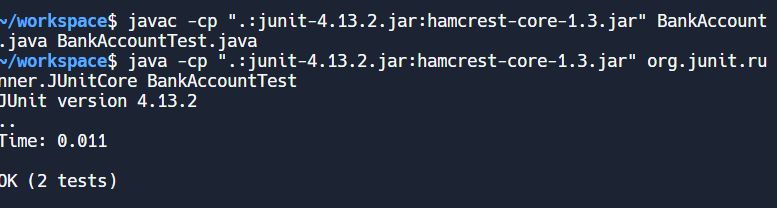 ~/workspace$ javac -cp ".:junit-4.13.2.jar:hamcrest-core-1.3.jar" BankAccount
.java BankAccountTest.java
~/workspace$ java -cp ".:junit-4.13.2.jar:hamcrest-core-1.3.jar" org.junit.ru
nner.JUnitCore BankAccountTest
JUnit version 4.13.2
..
Time: 0.011

OK (2 tests)